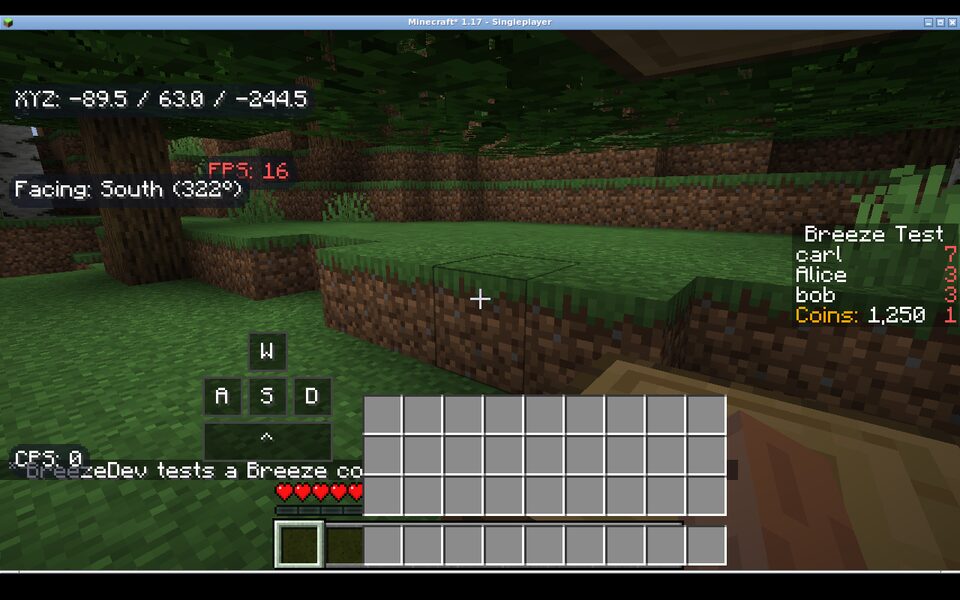 Minecraft* 1.17 - Singleplayer
XYZ: -89.5 / 63.0 / -244.5
FPS: 16
Facing: South (322°)
Breeze Test
carl 7
Alice 3
bob 3
Coins: 1,250 1
W
A S D
^
CPS: 0
BreezeDev tests a Breeze co